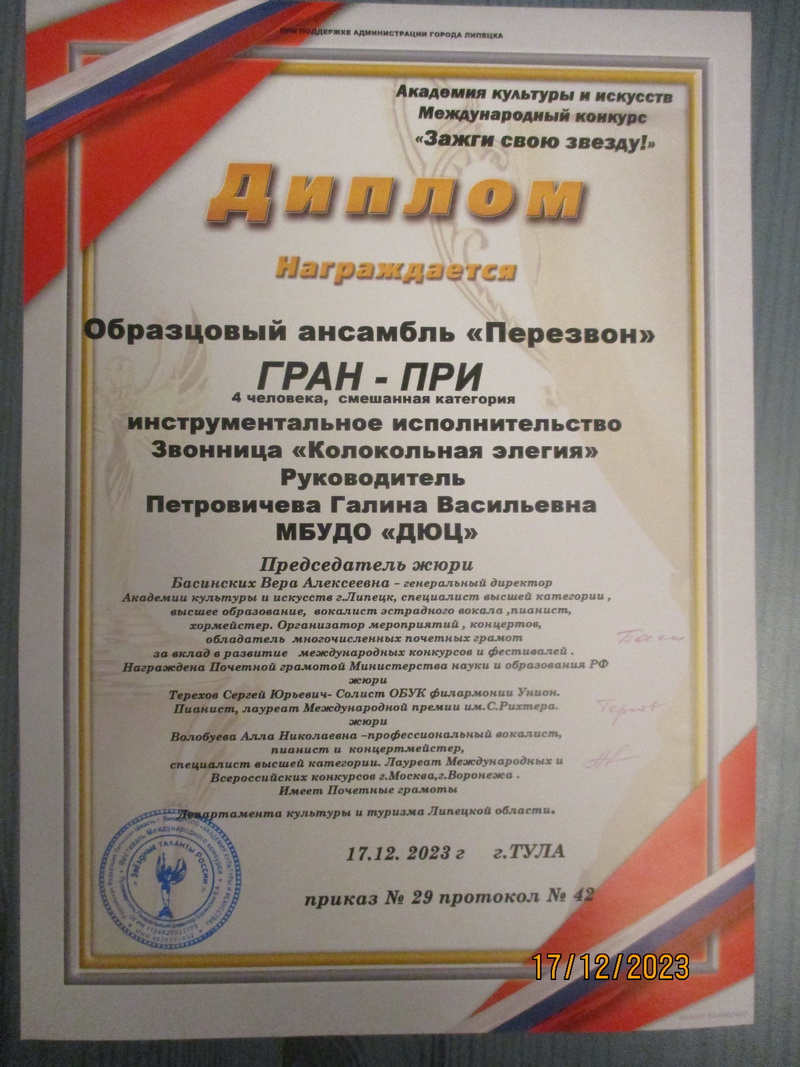 ПРИ ПОДДЕРЖКЕ АДМИНИСТРАЦИИ ГОРОДА ЛИПЕЦКА
Академия культуры и искусств
Международный конкурс
«Зажги свою звезду!»
Диплом
Награждается
Образцовый ансамбль «Перезвон»
ГРАН - ПРИ
4 человека, смешанная категория
инструментальное исполнительство
Звонница «Колокольная элегия»
Руководитель
Петровичева Галина Васильевна
МБУДО «ДЮЦ»
Председатель жюри
Басинских Вера Алексеевна – генеральный директор
Академии культуры и искусств г.Липецк, специалист высшей категории ,
высшее образование, вокалист эстрадного вокала ,пианист,
хормейстер. Организатор мероприятий , концертов,
обладатель многочисленных почетных грамот
за вклад в развитие международных конкурсов и фестивалей .
Награждена Почетной грамотой Министерства науки и образования РФ
жюри
Терехов Сергей Юрьевич- Солист ОБУК филармонии Унион.
Пианист, лауреат Международной премии им.С.Рихтера.
жюри
Волобуева Алла Николаевна –профессиональный вокалист,
пианист и концертмейстер,
специалист высшей категории. Лауреат Международных и
Всероссийских конкурсов г.Москва,г.Воронежа .
Имеет Почетные грамоты
Департамента культуры и туризма Липецкой области.
ЗВЕЗДНЫЕ ТАЛАНТЫ РОССИИ
17.12. 2023 г г.ТУЛА
приказ № 29 протокол № 42
17/12/2023